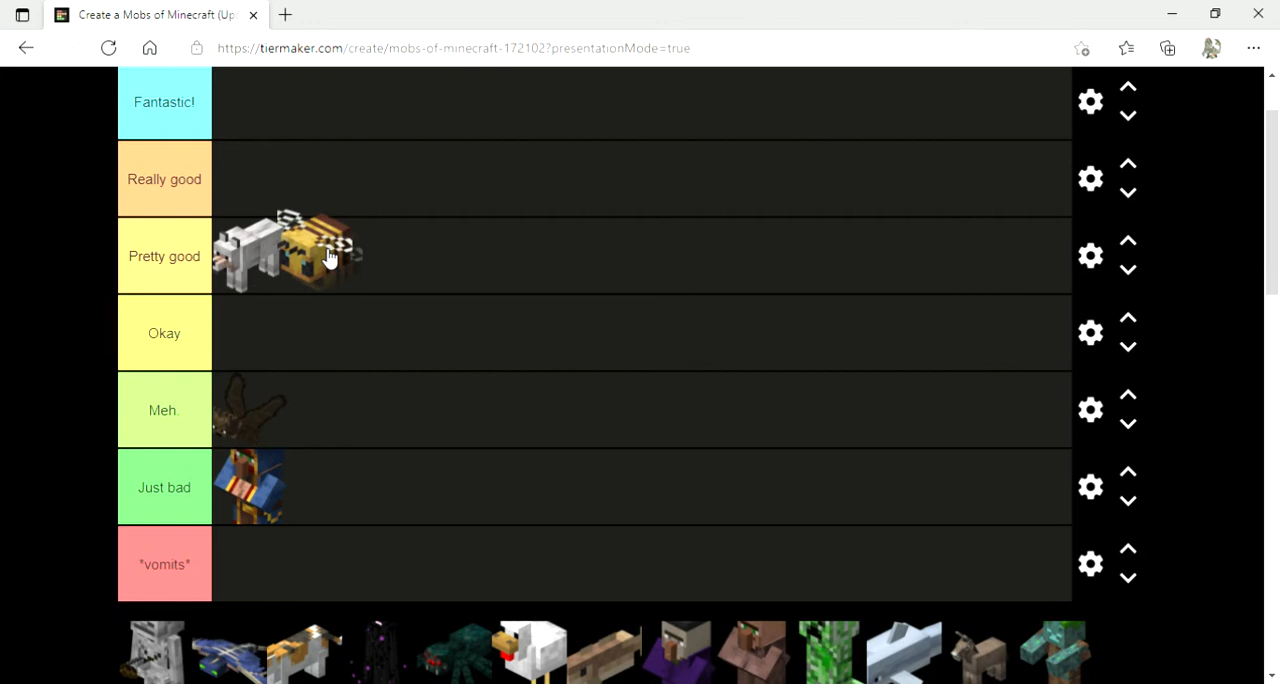 Create a Mobs of Minecraft (Up
https://tiermaker.com/create/mobs-of-minecraft-172102?presentationMode=true
Fantastic!
Really good
Pretty good
Okay
Meh.
Just bad
*vomits*